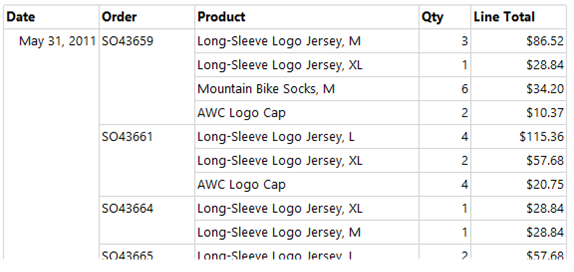 Date Order Product Qty Line Total
May 31, 2011 SO43659 Long-Sleeve Logo Jersey, M 3 $86.52
Long-Sleeve Logo Jersey, XL 1 $28.84
Mountain Bike Socks, M 6 $34.20
AWC Logo Cap 2 $10.37
SO43661 Long-Sleeve Logo Jersey, L 4 $115.36
Long-Sleeve Logo Jersey, XL 2 $57.68
AWC Logo Cap 4 $20.75
SO43664 Long-Sleeve Logo Jersey, XL 1 $28.84
Long-Sleeve Logo Jersey, M 1 $28.84
SO43665 Long-Sleeve Logo Jersey, L 2 $57.68